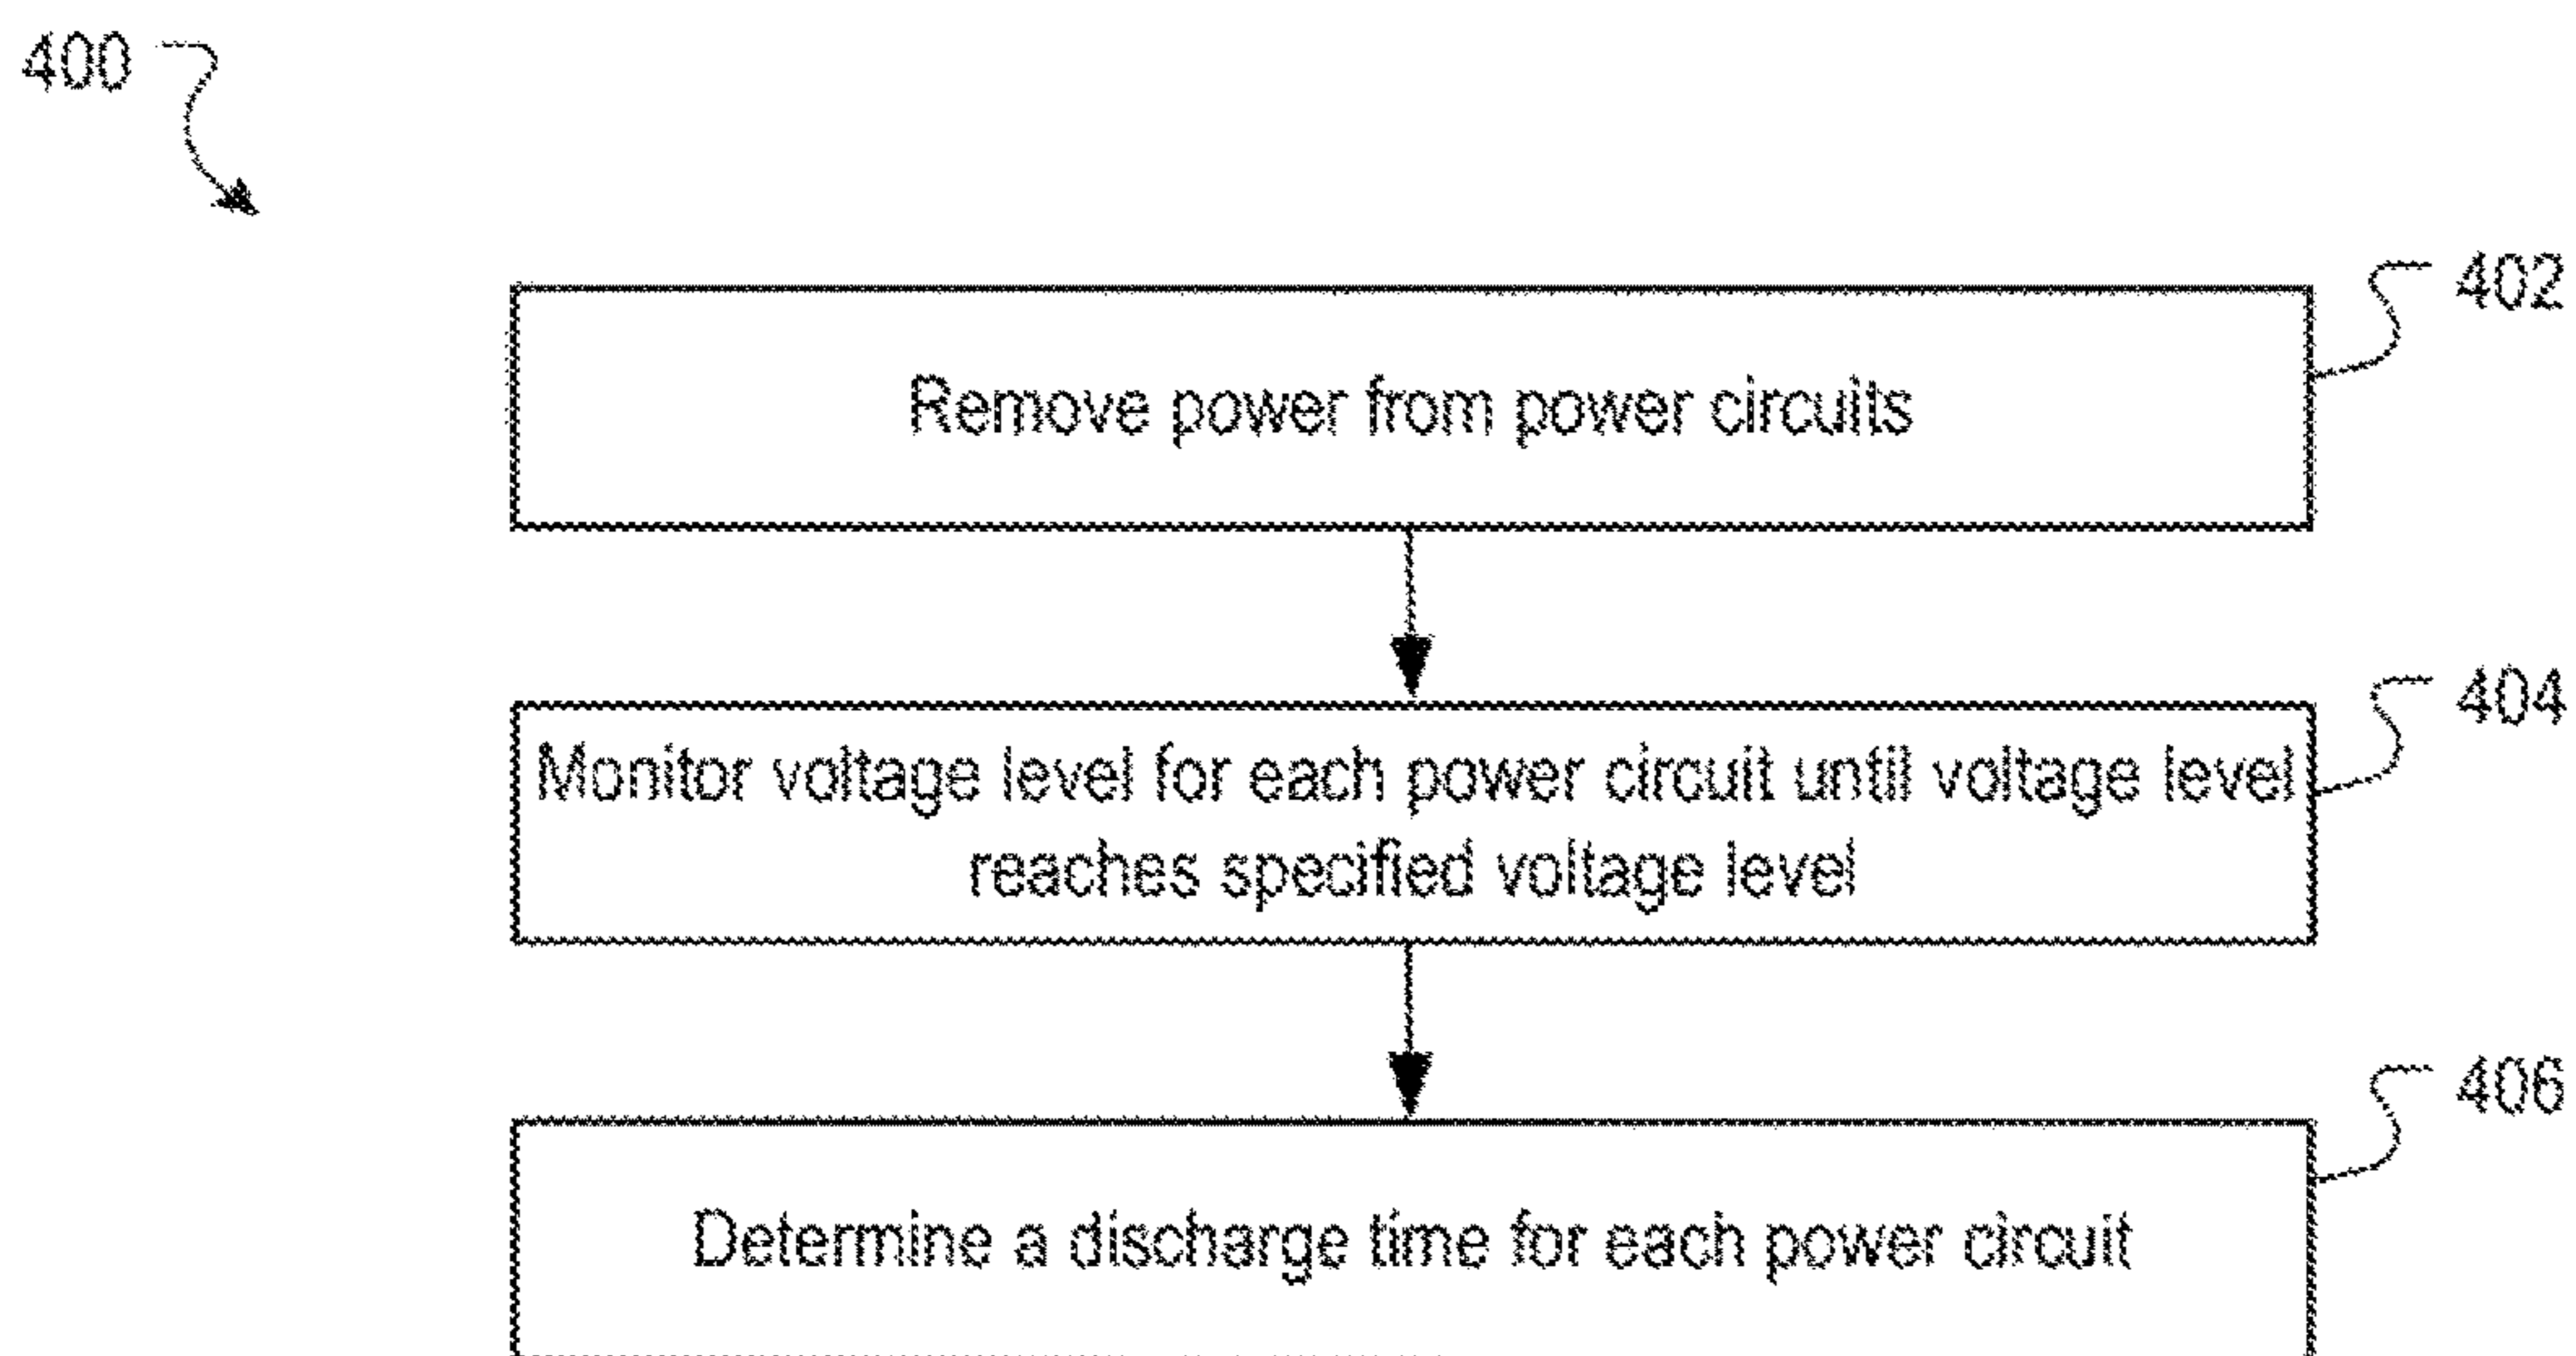 400
402
Remove power from power circuits
404
Monitor voltage level for each power circuit until voltage level
reaches specified voltage level
406
Determine a discharge time for each power circuit